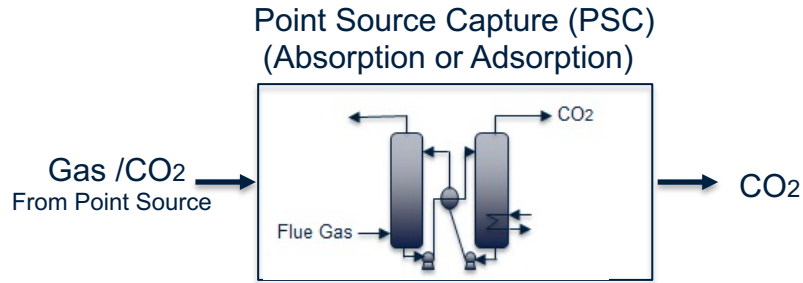 Point Source Capture (PSC)
(Absorption or Adsorption)
CO2
Gas /CO2
From Point Source
CO2
Flue Gas